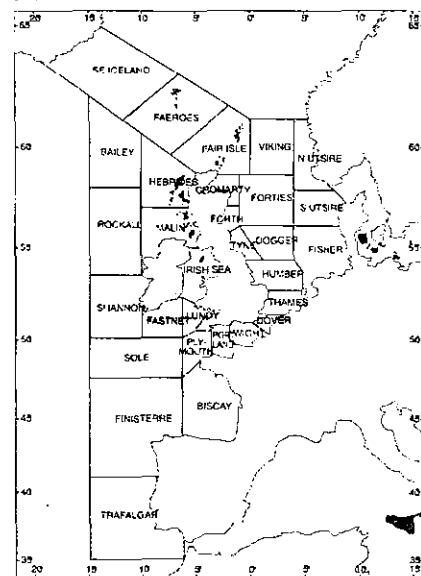 20 15 10 5 0° 5 10 15
65 65
SE ICELAND
FAEROES
FAIR ISLE VIKING N UTSIRE
BAILEY
60 60
HEBRIDES CROMARTY FORTIES S UTSIRE
ROCKALL MALIN FORTH
TYNE DOGGER FISHER
55 55
IRISH SEA HUMBER
THAMES
SHANNON FASTNET LUNDY DOVER
50 50
SOLE PLY-
MOUTH POR
LAND WIGHT
BISCAY
FINISTERRE
45 45
40 40
TRAFALGAR
35 35
20 15 10 5 0° 5 10 15